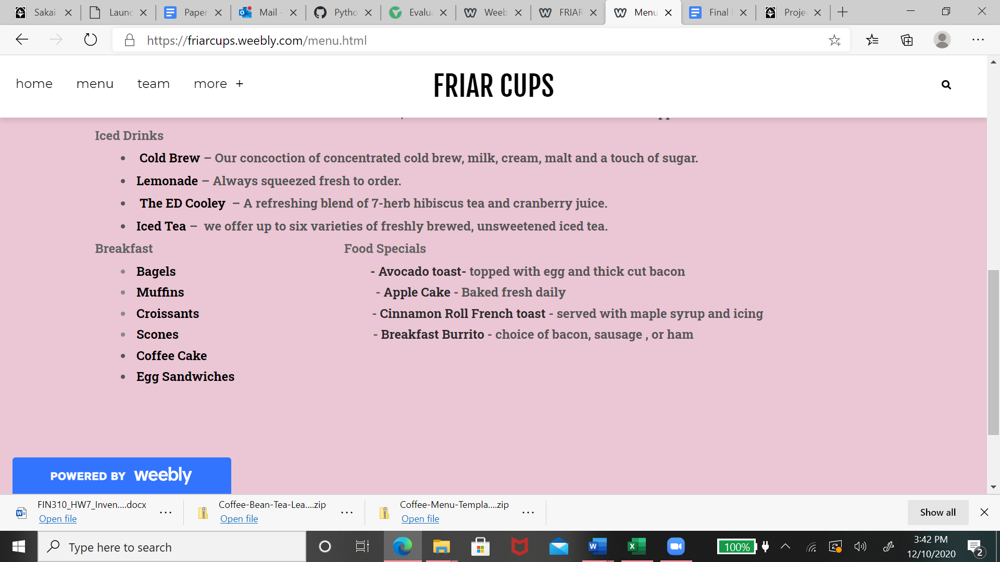 Sakai
Laun
Paper
Mail -
Pytho
Evalu
Weeb
FRIAR
Menu
Final
Proje
https://friarcups.weebly.com/menu.html
home menu team more +
FRIAR CUPS
Iced Drinks
• Cold Brew – Our concoction of concentrated cold brew, milk, cream, malt and a touch of sugar.
• Lemonade – Always squeezed fresh to order.
• The ED Cooley – A refreshing blend of 7-herb hibiscus tea and cranberry juice.
• Iced Tea – we offer up to six varieties of freshly brewed, unsweetened iced tea.
Breakfast
• Bagels
• Muffins
• Croissants
• Scones
• Coffee Cake
• Egg Sandwiches
Food Specials
- Avocado toast- topped with egg and thick cut bacon
- Apple Cake - Baked fresh daily
- Cinnamon Roll French toast - served with maple syrup and icing
- Breakfast Burrito - choice of bacon, sausage , or ham
POWERED BY weebly
FIN310_HW7_Inven....docx
Open file
Coffee-Bean-Tea-Lea....zip
Open file
Coffee-Menu-Templa....zip
Open file
Show all
Type here to search
100%
3:42 PM
12/10/2020
2